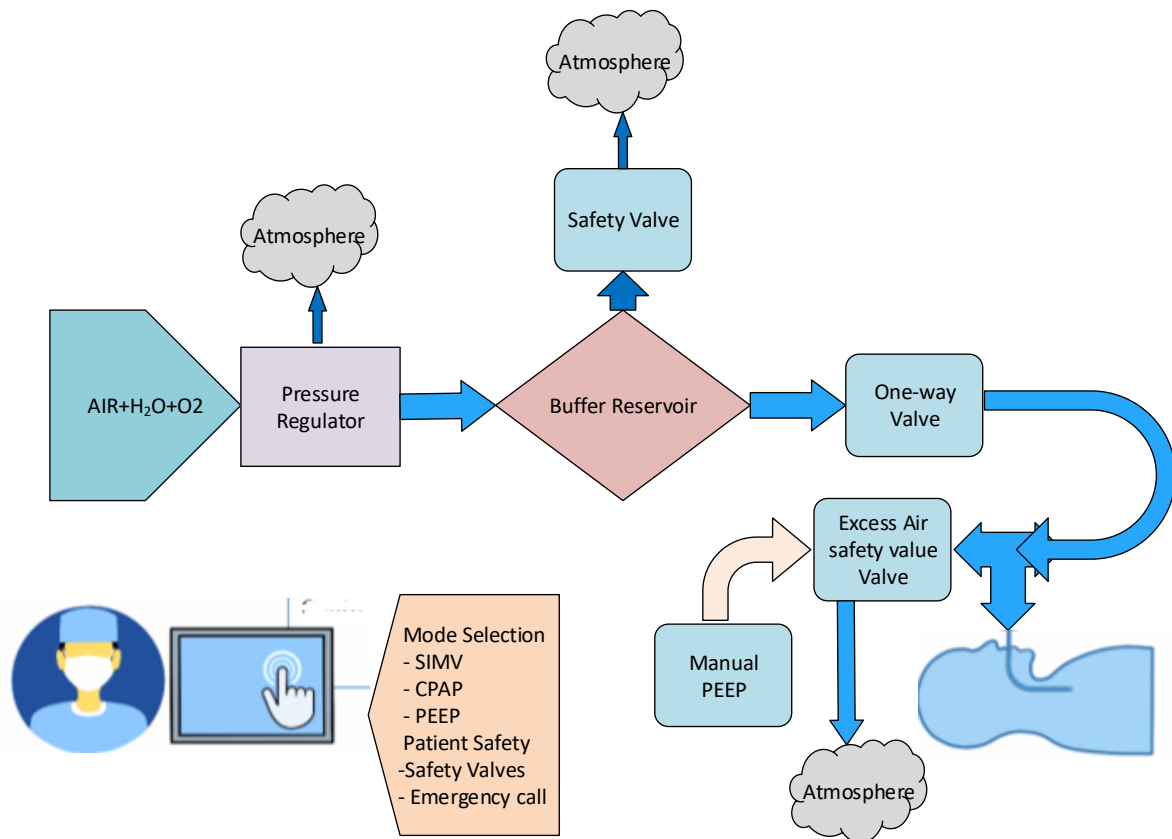 Atmosphere
Atmosphere
Safety Valve
AIR+H₂O+O2
Pressure
Regulator
Buffer Reservoir
One-way
Valve
Excess Air
safety value
Valve
Manual
PEEP
Mode Selection
- SIMV
- CPAP
- PEEP
Patient Safety
-Safety Valves
- Emergency call
Atmosphere